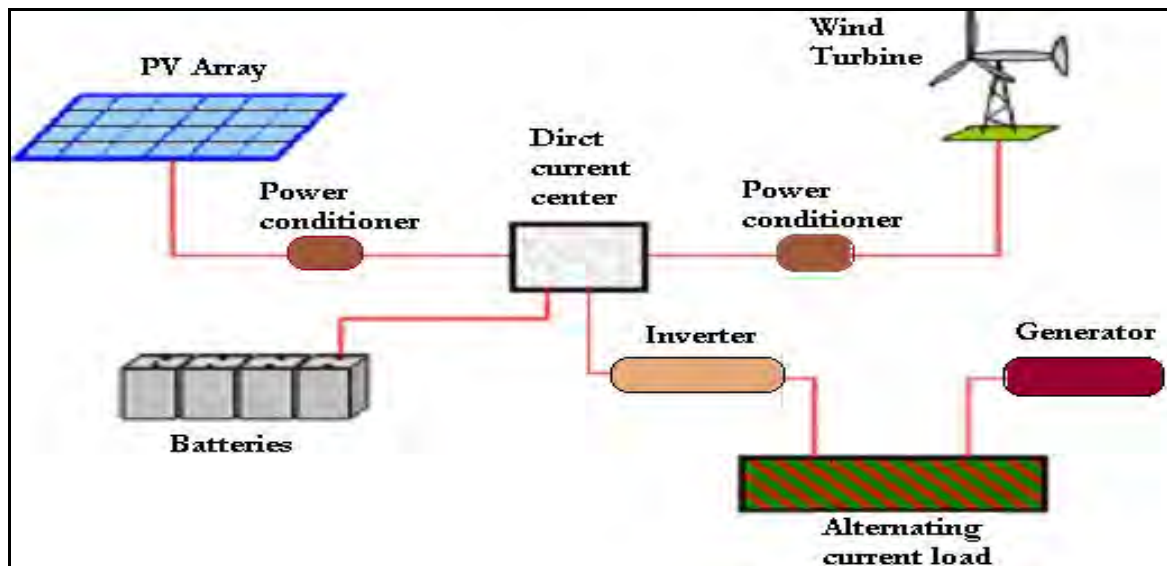 PV Array
Wind
Turbine
Dirct
current
center
Power
conditioner
Power
conditioner
Inverter
Generator
Batteries
Alternating
current load